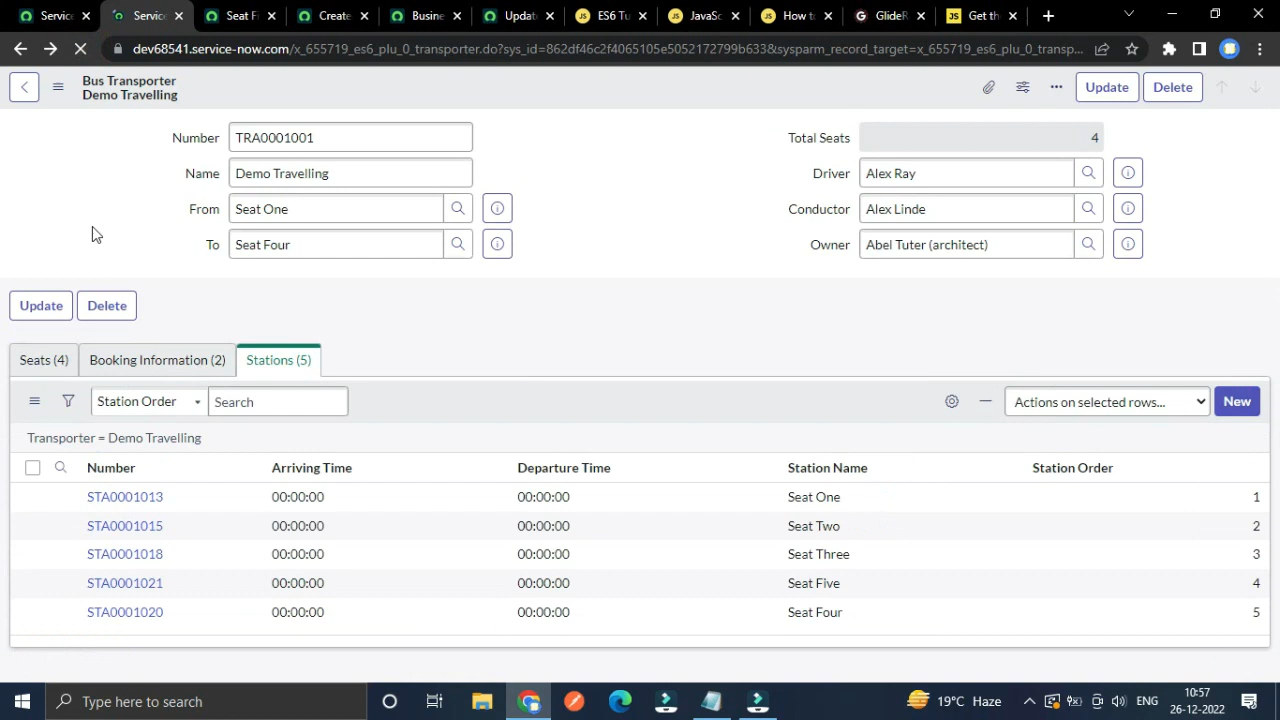 Service
Service
Seat F
Create
Busine
Update
ES6 Tu
JavaSc
How to
GlideR
Get the
dev68541.service-now.com/x_655719_es6_plu_0_transporter.do?sys_id=862df46c2f4065105e5052172799b633&sysparm_record_target=x_655719_es6_plu_0_transp...
Bus Transporter
Demo Travelling
Update
Delete
Number TRA0001001
Total Seats 4
Name Demo Travelling
Driver Alex Ray
From Seat One
Conductor Alex Linde
To Seat Four
Owner Abel Tuter (architect)
Update Delete
Seats (4) Booking Information (2) Stations (5)
Station Order Search Actions on selected rows... New
Transporter = Demo Travelling
Number Arriving Time Departure Time Station Name Station Order
STA0001013 00:00:00 00:00:00 Seat One 1
STA0001015 00:00:00 00:00:00 Seat Two 2
STA0001018 00:00:00 00:00:00 Seat Three 3
STA0001021 00:00:00 00:00:00 Seat Five 4
STA0001020 00:00:00 00:00:00 Seat Four 5
Type here to search
19°C Haze
ENG
10:57
26-12-2022